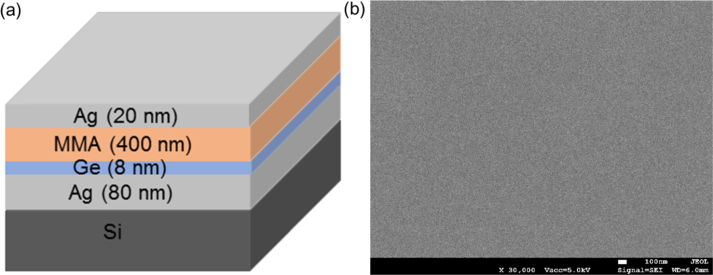 (a)
Ag (20 nm)
MMA (400 nm)
Ge (8 nm)
Ag (80 nm)
Si
(b)
100nm JEOL
X 30,000 Vacc=5.0kV Signal=SEI WD=6.0mm